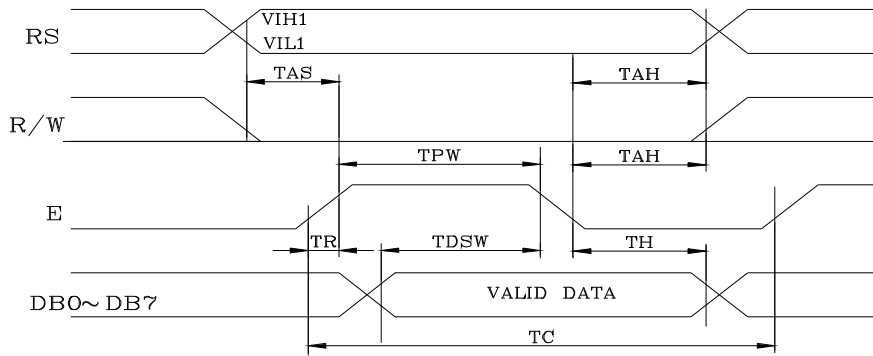 VIH1
RS
VIL1
TAS
TAH
R/W
TPW
TAH
E
TR
TDSW
TH
DB0~DB7
VALID DATA
TC